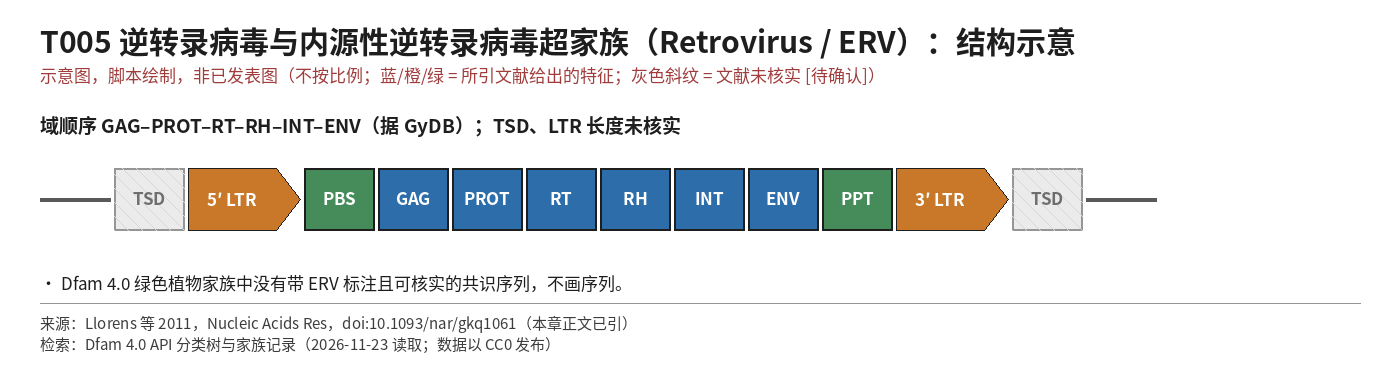 T005 逆转录病毒与内源性逆转录病毒超家族（Retrovirus / ERV）：结构示意
示意图，脚本绘制，非已发表图（不按比例；蓝/橙/绿 = 所引文献给出的特征；灰色斜纹 = 文献未核实 [待确认]）
域顺序 GAG–PROT–RT–RH–INT–ENV（据 GyDB）；TSD、LTR 长度未核实
TSD 5′ LTR PBS GAG PROT RT RH INT ENV PPT 3′ LTR TSD
・ Dfam 4.0 绿色植物家族中没有带 ERV 标注且可核实的共识序列，不画序列。
来源：Llorens 等 2011，Nucleic Acids Res，doi:10.1093/nar/gkq1061（本章正文已引）
检索：Dfam 4.0 API 分类树与家族记录（2026-11-23 读取；数据以 CC0 发布）